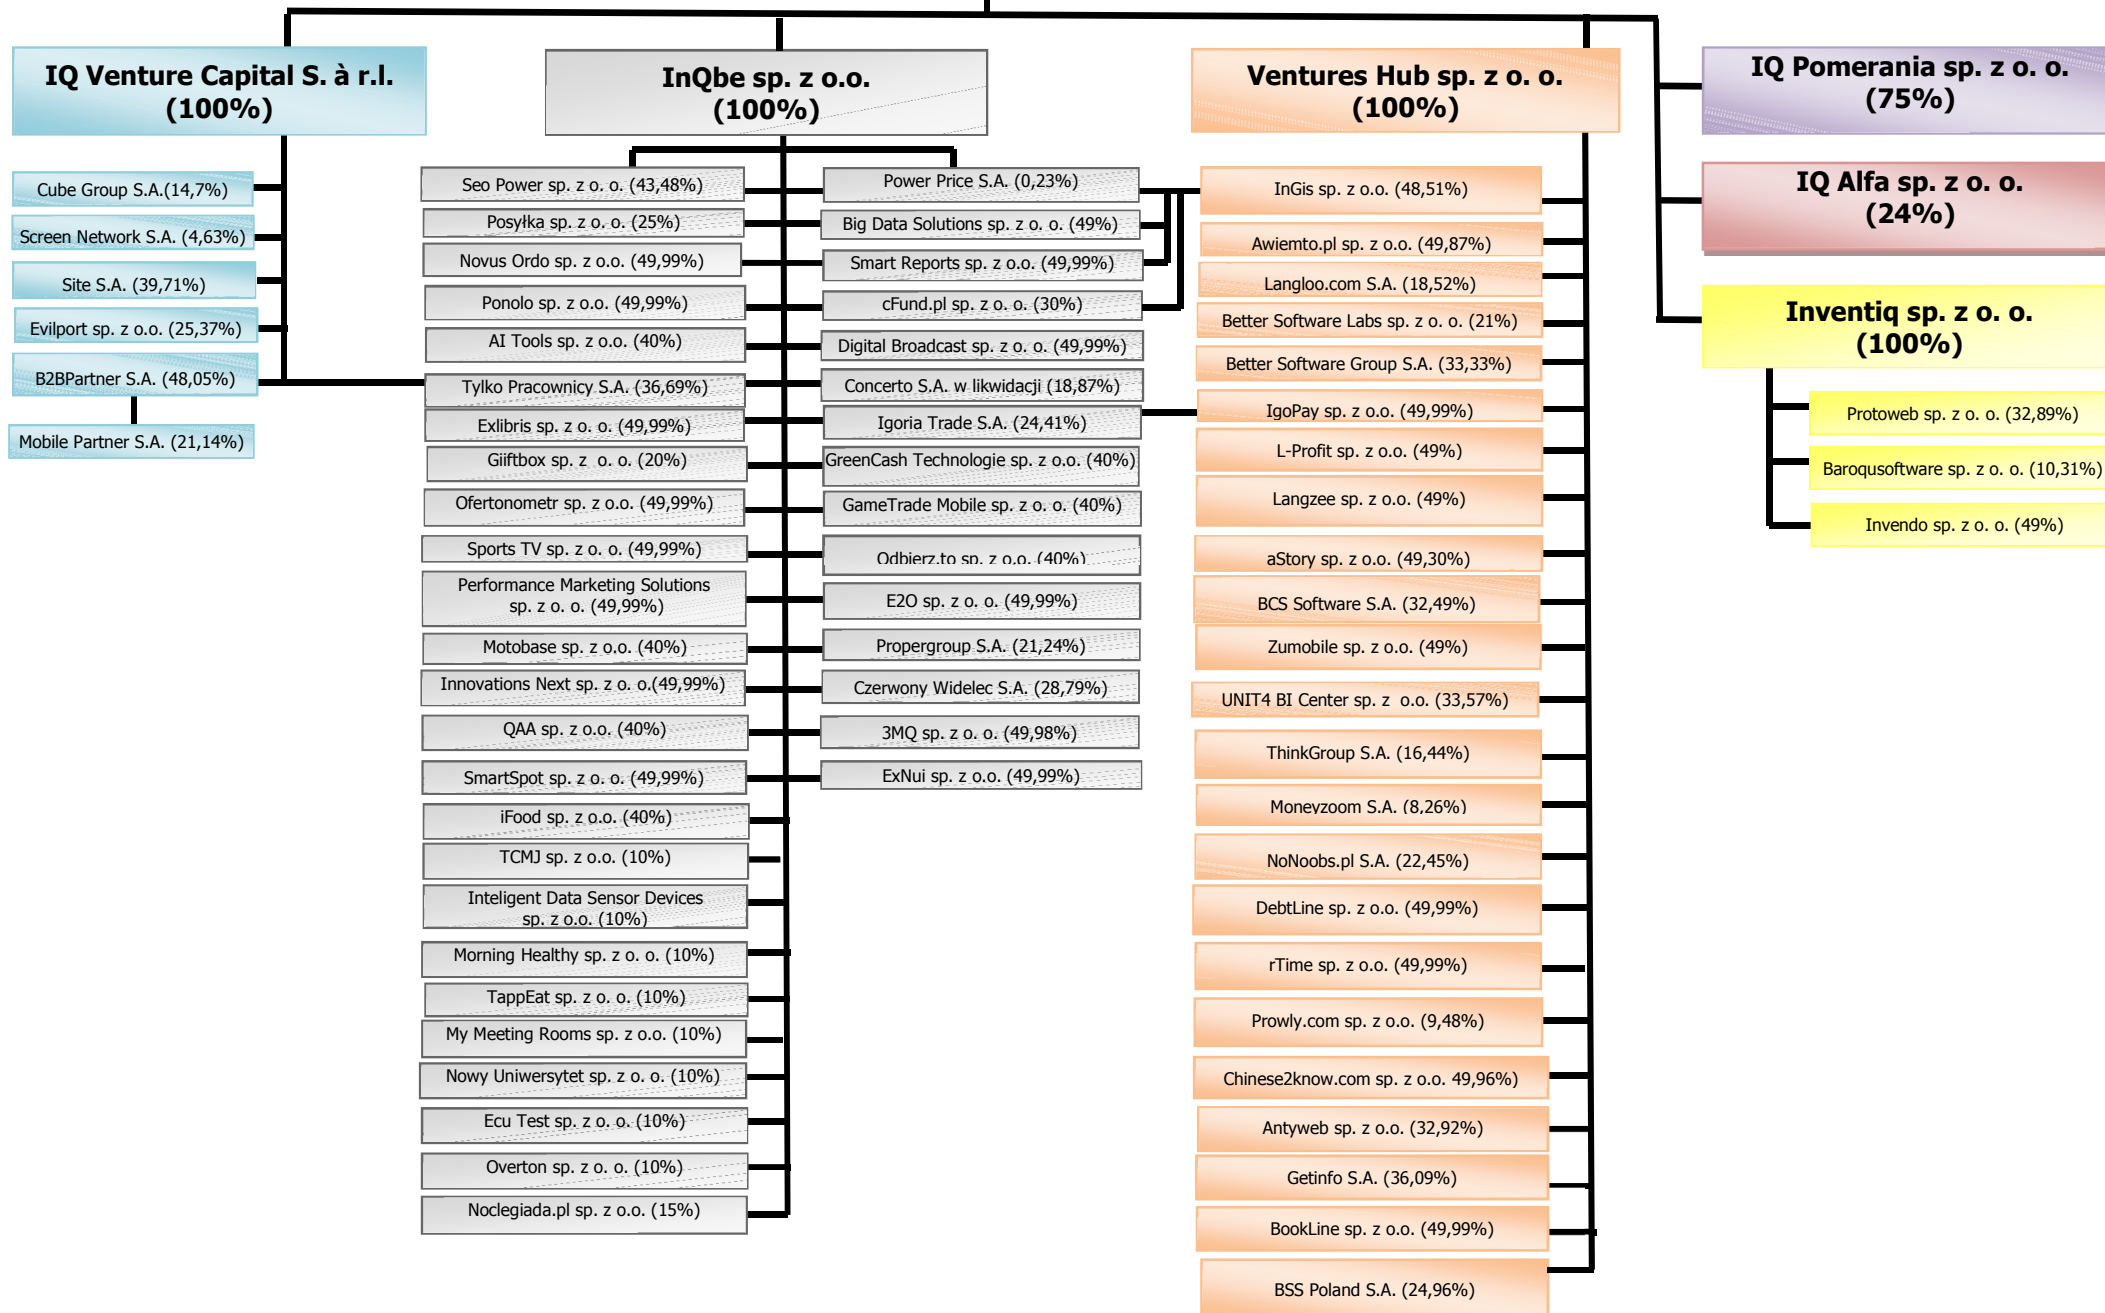 IQ Venture Capital S. à r.l.
(100%)
Cube Group S.A.(14,7%)
Screen Network S.A. (4,63%)
Site S.A. (39,71%)
Evilport sp. z o.o. (25,37%)
B2BPartner S.A. (48,05%)
Mobile Partner S.A. (21,14%)
InQbe sp. z o.o.
(100%)
Seo Power sp. z o. o. (43,48%)
Posyłka sp. z o. o. (25%)
Novus Ordo sp. z o.o. (49,99%)
Ponolo sp. z o.o. (49,99%)
AI Tools sp. z o.o. (40%)
Tylko Pracownicy S.A. (36,69%)
Exlibris sp. z o. o. (49,99%)
Giiftbox sp. z  o. o. (20%)
Ofertonometr sp. z o.o. (49,99%)
Sports TV sp. z o. o. (49,99%)
Performance Marketing Solutions
sp. z o. o. (49,99%)
Motobase sp. z o.o. (40%)
Innovations Next sp. z o. o.(49,99%)
QAA sp. z o.o. (40%)
SmartSpot sp. z o. o. (49,99%)
iFood sp. z o.o. (40%)
TCMJ sp. z o.o. (10%)
Inteligent Data Sensor Devices
sp. z o.o. (10%)
Morning Healthy sp. z o. o. (10%)
TappEat sp. z o. o. (10%)
My Meeting Rooms sp. z o.o. (10%)
Nowy Uniwersytet sp. z o. o. (10%)
Ecu Test sp. z o. o. (10%)
Overton sp. z o. o. (10%)
Noclegiada.pl sp. z o.o. (15%)
Power Price S.A. (0,23%)
Big Data Solutions sp. z o. o. (49%)
Smart Reports sp. z o.o. (49,99%)
cFund.pl sp. z o. o. (30%)
Digital Broadcast sp. z o. o. (49,99%)
Concerto S.A. w likwidacji (18,87%)
Igoria Trade S.A. (24,41%)
GreenCash Technologie sp. z o.o. (40%)
GameTrade Mobile sp. z o. o. (40%)
Odbierz.to sp. z o.o. (40%)
E2O sp. z o. o. (49,99%)
Propergroup S.A. (21,24%)
Czerwony Widelec S.A. (28,79%)
3MQ sp. z o. o. (49,98%)
ExNui sp. z o.o. (49,99%)
Ventures Hub sp. z o. o.
(100%)
InGis sp. z o.o. (48,51%)
Awiemto.pl sp. z o.o. (49,87%)
Langloo.com S.A. (18,52%)
Better Software Labs sp. z o. o. (21%)
Better Software Group S.A. (33,33%)
IgoPay sp. z o.o. (49,99%)
L-Profit sp. z o.o. (49%)
Langzee sp. z o.o. (49%)
aStory sp. z o.o. (49,30%)
BCS Software S.A. (32,49%)
Zumobile sp. z o.o. (49%)
UNIT4 BI Center sp. z  o.o. (33,57%)
ThinkGroup S.A. (16,44%)
Moneyzoom S.A. (8,26%)
NoNoobs.pl S.A. (22,45%)
DebtLine sp. z o.o. (49,99%)
rTime sp. z o.o. (49,99%)
Prowly.com sp. z o.o. (9,48%)
Chinese2know.com sp. z o.o. 49,96%)
Antyweb sp. z o.o. (32,92%)
Getinfo S.A. (36,09%)
BookLine sp. z o.o. (49,99%)
BSS Poland S.A. (24,96%)
IQ Pomerania sp. z o. o.
(75%)
IQ Alfa sp. z o. o.
(24%)
Inventiq sp. z o. o.
(100%)
Protoweb sp. z o. o. (32,89%)
Baroqusoftware sp. z o. o. (10,31%)
Invendo sp. z o. o. (49%)